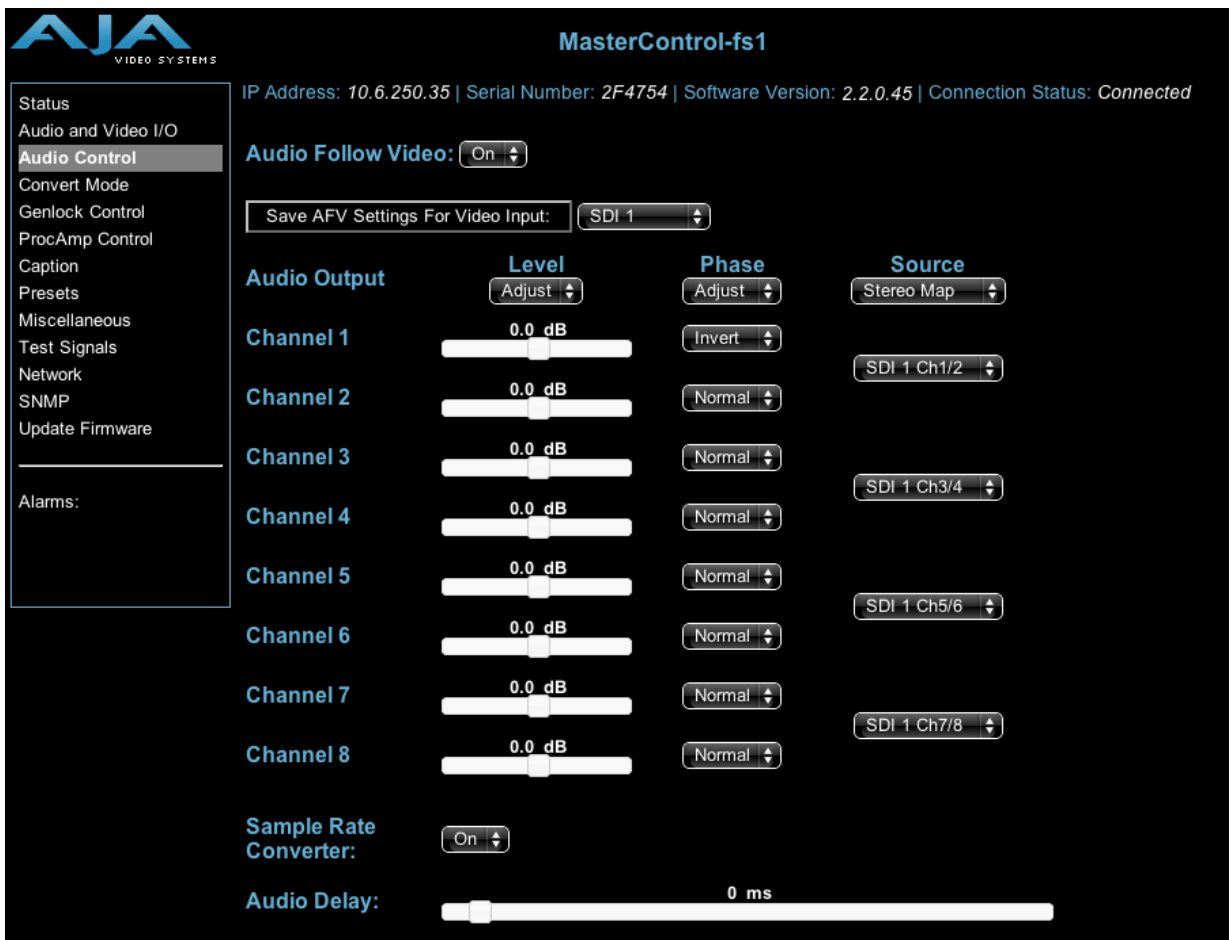 AJA
VIDEO SYSTEMS
MasterControl-fs1
IP Address: 10.6.250.35 | Serial Number: 2F4754 | Software Version: 2.2.0.45 | Connection Status: Connected
Status
Audio and Video I/O
Audio Control
Convert Mode
Genlock Control
ProcAmp Control
Caption
Presets
Miscellaneous
Test Signals
Network
SNMP
Update Firmware
Alarms:
Audio Follow Video: On
Save AFV Settings For Video Input: SDI 1
Audio Output
Level
Adjust
Phase
Adjust
Source
Stereo Map
Channel 1 0.0 dB Invert
SDI 1 Ch1/2
Channel 2 0.0 dB Normal
Channel 3 0.0 dB Normal
SDI 1 Ch3/4
Channel 4 0.0 dB Normal
Channel 5 0.0 dB Normal
SDI 1 Ch5/6
Channel 6 0.0 dB Normal
Channel 7 0.0 dB Normal
SDI 1 Ch7/8
Channel 8 0.0 dB Normal
Sample Rate
Converter:
On
Audio Delay: 0 ms